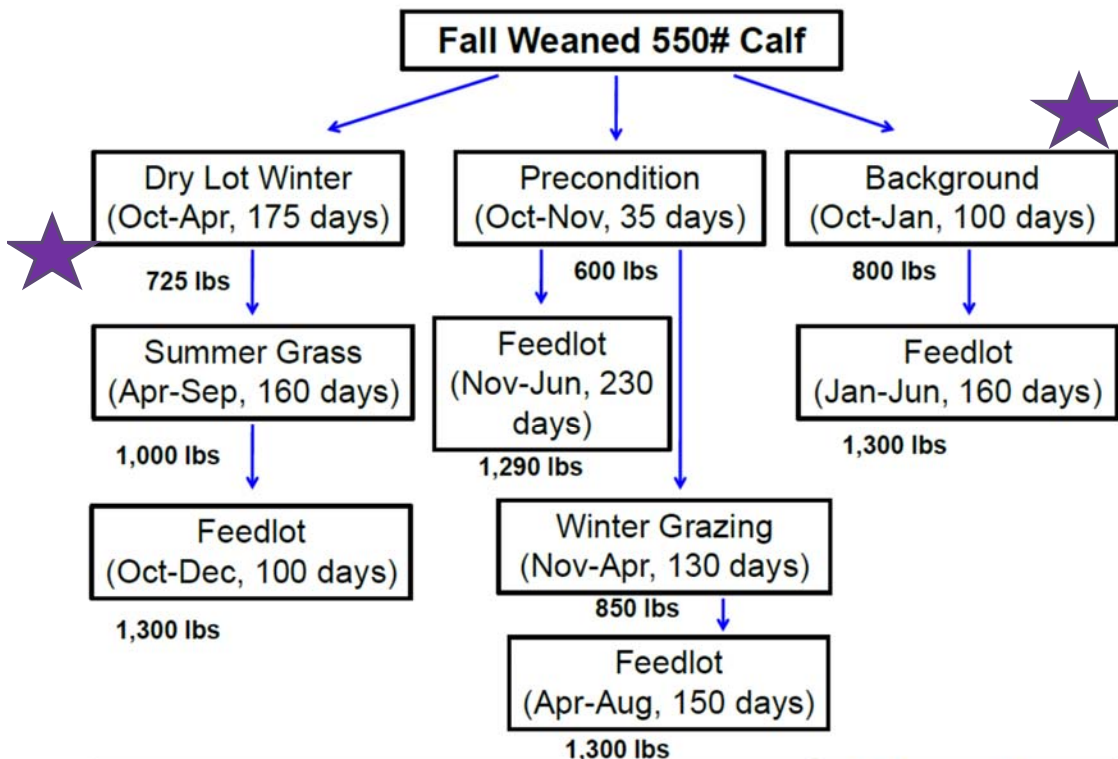 Fall Weaned 550# Calf
Dry Lot Winter
(Oct-Apr, 175 days)
725 lbs
Summer Grass
(Apr-Sep, 160 days)
1,000 lbs
Feedlot
(Oct-Dec, 100 days)
1,300 lbs
Precondition
(Oct-Nov, 35 days)
600 lbs
Feedlot
(Nov-Jun, 230
days)
1,290 lbs
Winter Grazing
(Nov-Apr, 130 days)
850 lbs
Feedlot
(Apr-Aug, 150 days)
1,300 lbs
Background
(Oct-Jan, 100 days)
800 lbs
Feedlot
(Jan-Jun, 160 days)
1,300 lbs